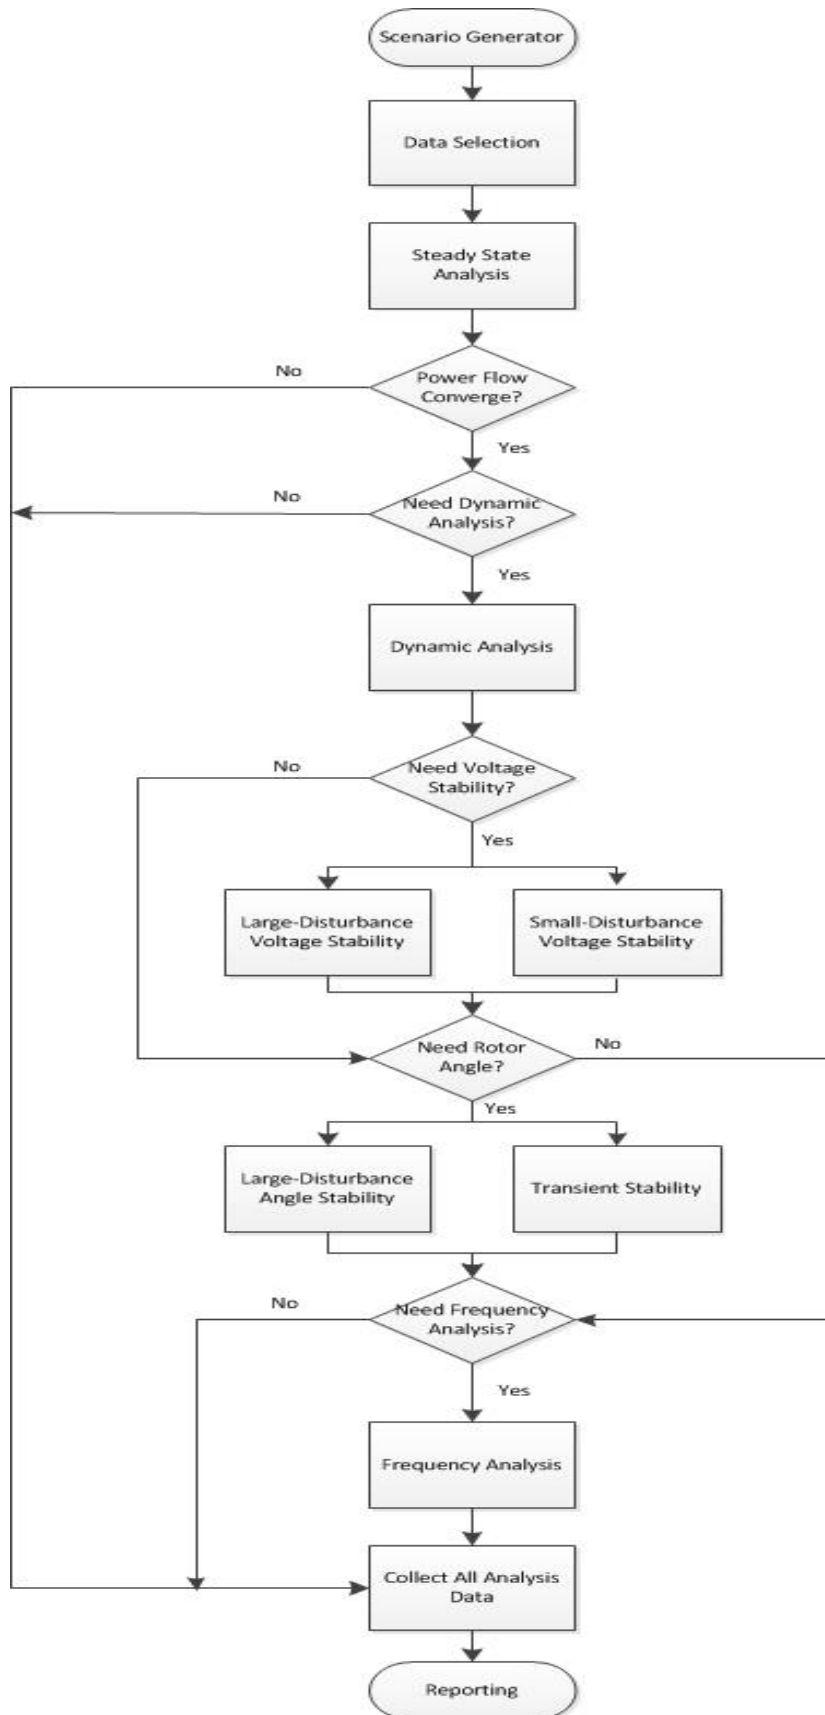 Scenario Generator
Data Selection
Steady State
Analysis
No
Power Flow
Converge?
Yes
No
Need Dynamic
Analysis?
Yes
Dynamic Analysis
No
Need Voltage
Stability?
Yes
Large-Disturbance
Voltage Stability
Small-Disturbance
Voltage Stability
Need Rotor
Angle?
No
Yes
Large-Disturbance
Angle Stability
Transient Stability
No
Need Frequency
Analysis?
Yes
Frequency Analysis
Collect All Analysis
Data
Reporting